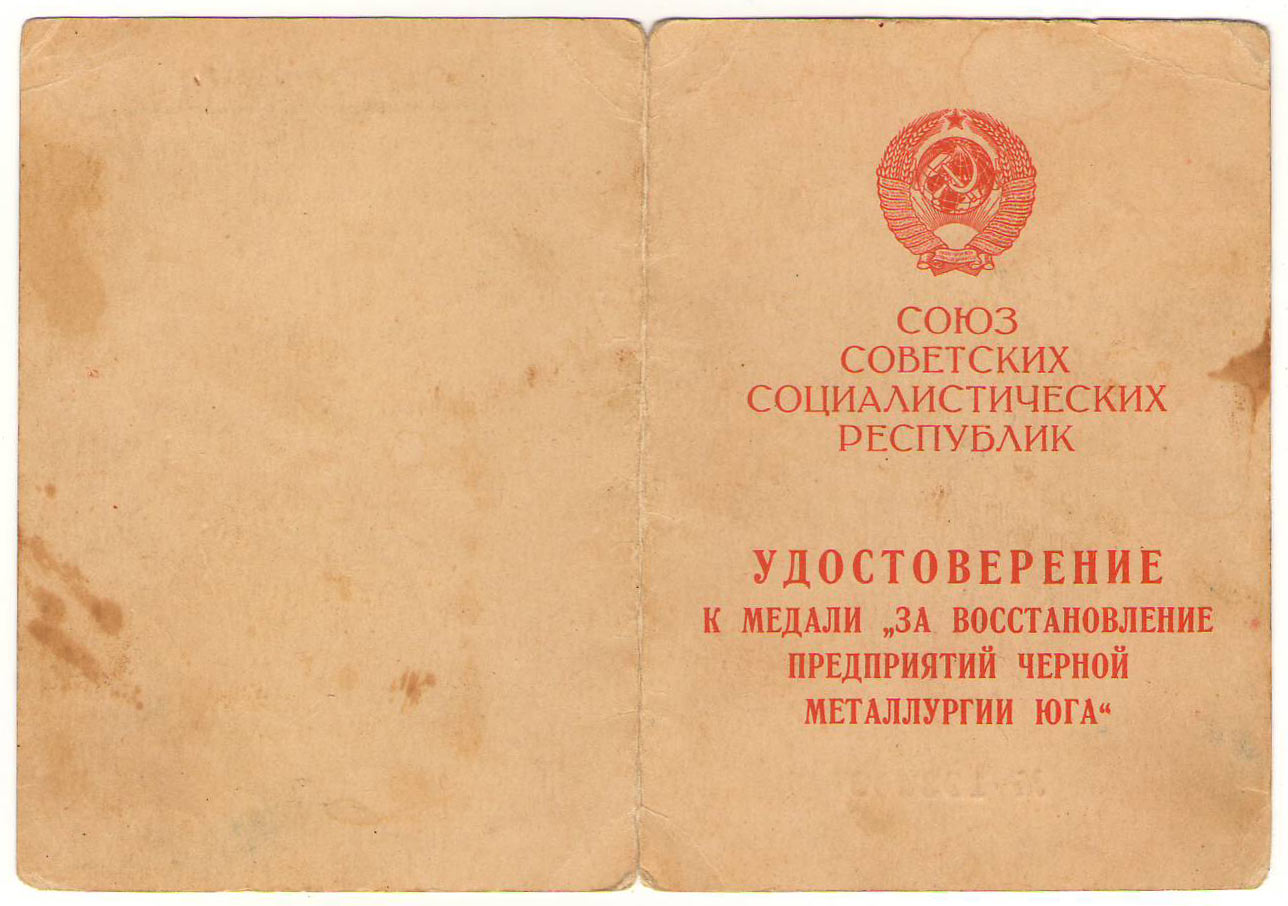 СОЮЗ
СОВЕТСКИХ
СОЦИАЛИСТИЧЕСКИХ
РЕСПУБЛИК
УДОСТОВЕРЕНИЕ
К МЕДАЛИ „ЗА ВОССТАНОВЛЕНИЕ
ПРЕДПРИЯТИЙ ЧЕРНОЙ
МЕТАЛЛУРГИИ ЮГА“